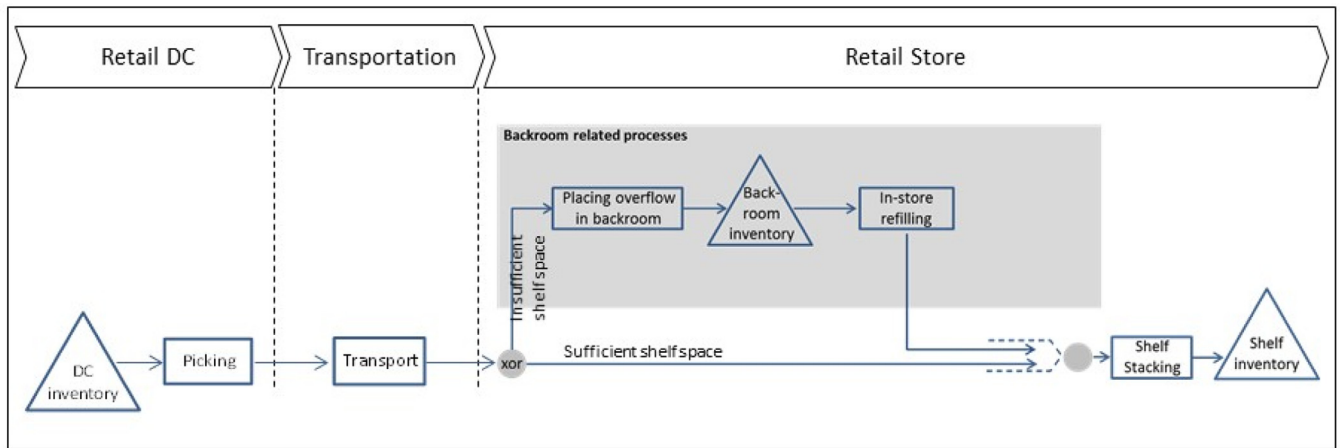 Retail DC
Transportation
Retail Store
Backroom related processes
Placing overflow
in backroom
Back-
room
inventory
In-store
refilling
Insufficient
shelf space
DC
inventory
Picking
Transport
xor
Sufficient shelf space
Shelf
Stacking
Shelf
inventory